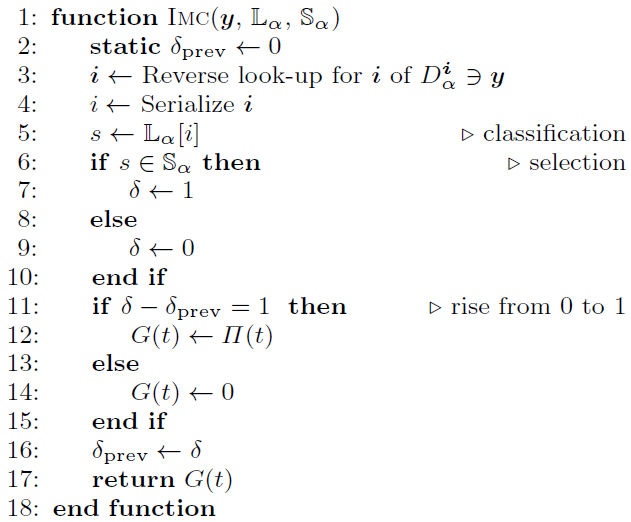 1: function IMC(y, 𝕃α, 𝕊α)
2: static δprev ← 0
3: i ← Reverse look-up for i of Dαⁱ ∋ y
4: i ← Serialize i
5: s ← 𝕃α[i] ▷ classification
6: if s ∈ 𝕊α then ▷ selection
7: δ ← 1
8: else
9: δ ← 0
10: end if
11: if δ − δprev = 1 then ▷ rise from 0 to 1
12: G(t) ← Π(t)
13: else
14: G(t) ← 0
15: end if
16: δprev ← δ
17: return G(t)
18: end function